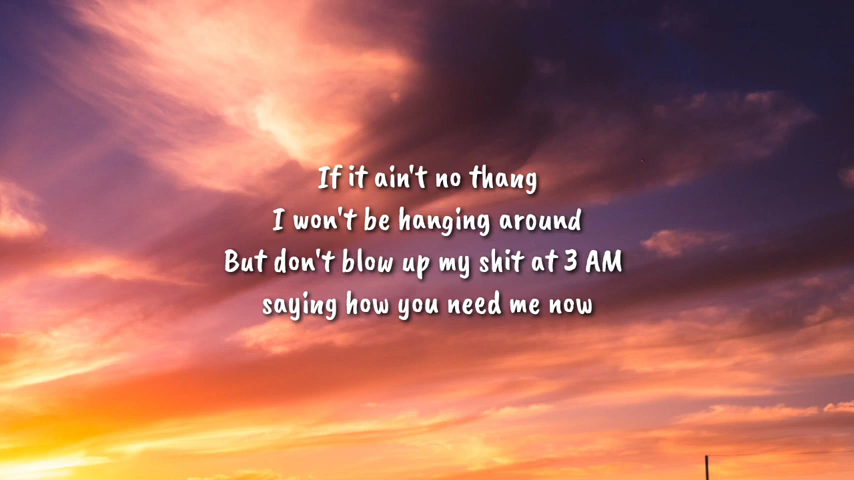 If it ain't no thang
I won't be hanging around
But don't blow up my shit at 3 AM
saying how you need me now